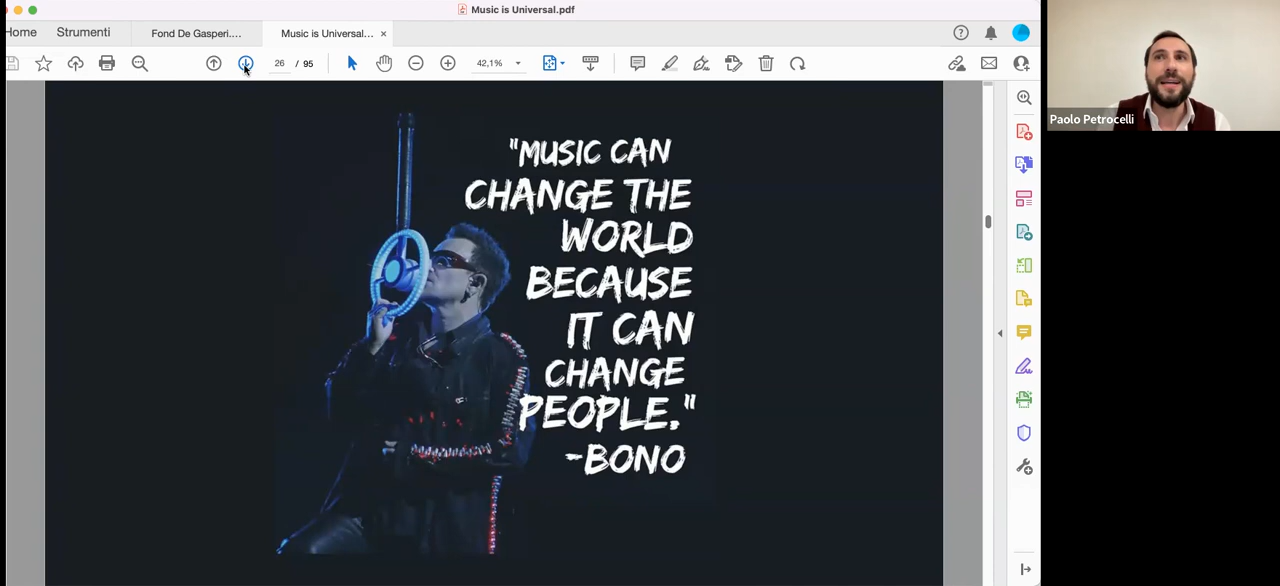 Music is Universal.pdf
Home
Strumenti
Fond De Gasperi....
Music is Universal...
26 / 95
42,1%
Paolo Petrocelli
"MUSIC CAN
CHANGE THE
WORLD
BECAUSE
IT CAN
CHANGE
PEOPLE."
-BONO